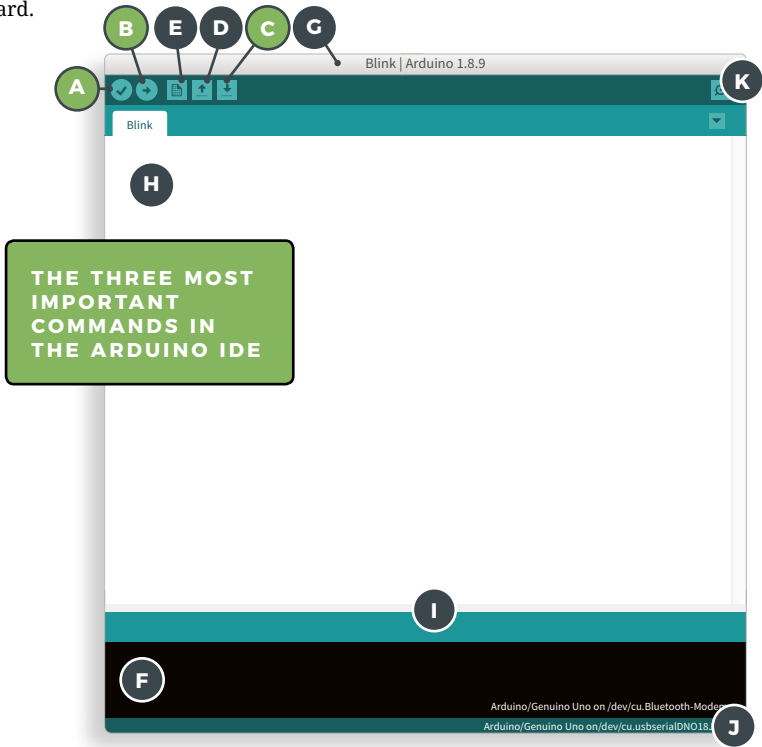 ard.
B E D C G
Blink | Arduino 1.8.9
A
K
Blink
H
THE THREE MOST
IMPORTANT
COMMANDS IN
THE ARDUINO IDE
I
F
Arduino/Genuino Uno on /dev/cu.Bluetooth-Modem
Arduino/Genuino Uno on/dev/cu.usbserialDNO18
J